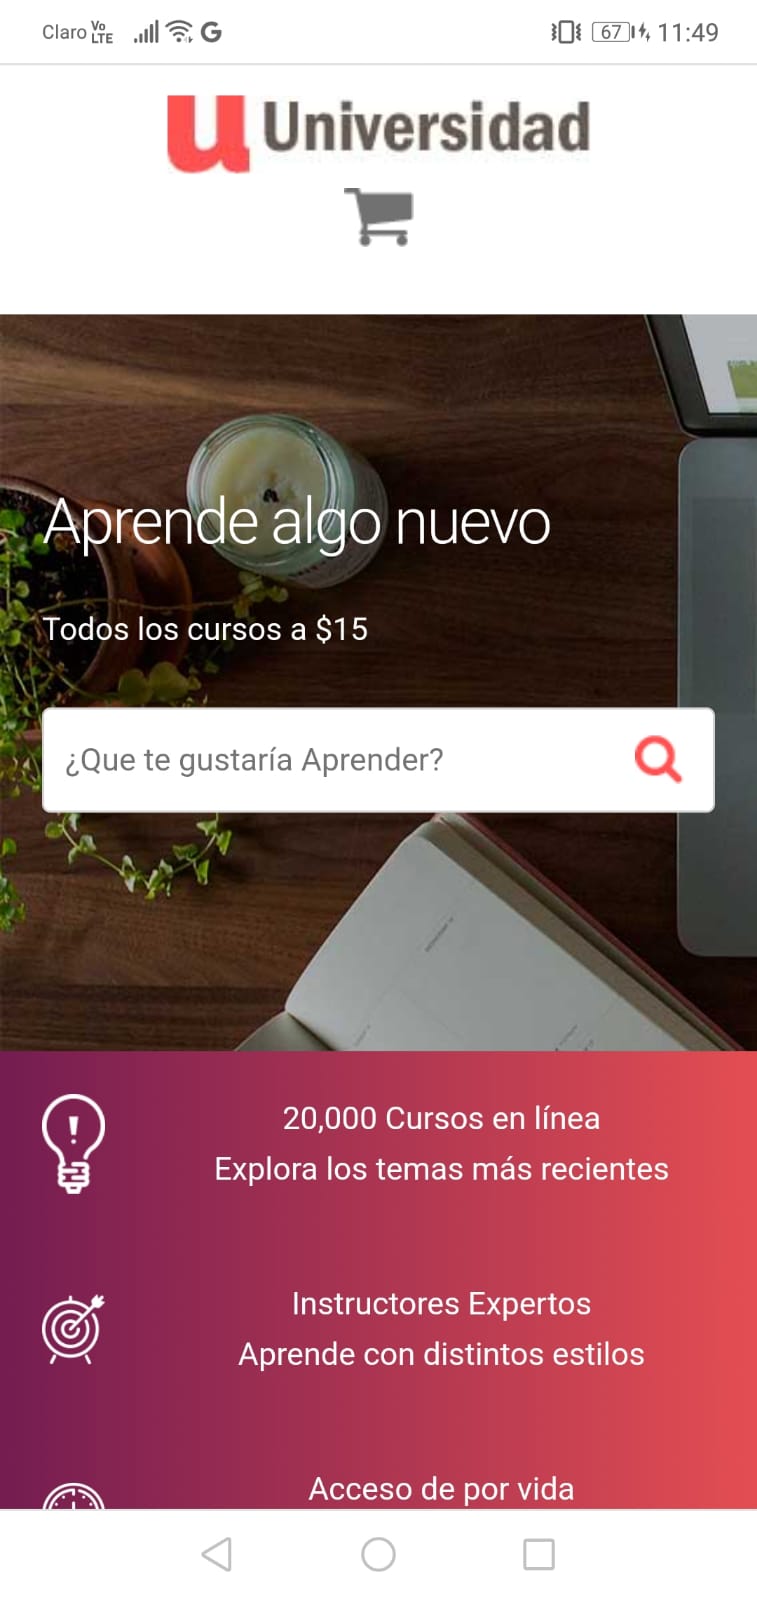 Claro Vo LTE G 67 11:49
u Universidad
Aprende algo nuevo
Todos los cursos a $15
¿Que te gustaría Aprender?
20,000 Cursos en línea
Explora los temas más recientes
Instructores Expertos
Aprende con distintos estilos
Acceso de por vida